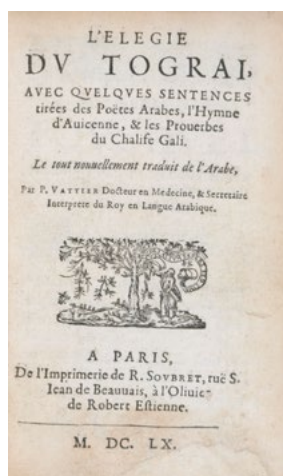 L'ELEGIE
DV TOGRAI,
AVEC QVELQVES SENTENCES
tirées des Poëtes Arabes, l'Hymne
d'Auicenne, & les Prouerbes
du Chalife Gali.
Le tout nouuellement traduit de l'Arabe,
Par P. VATTIER Docteur en Medecine, & Secretaire
Interprete du Roy en Langue Arabique.
A PARIS,
De l'Imprimerie de R. SOVBRET, ruë S.
Iean de Beauuais, à l'Oliuier
de Robert Estienne.
M. DC. LX.